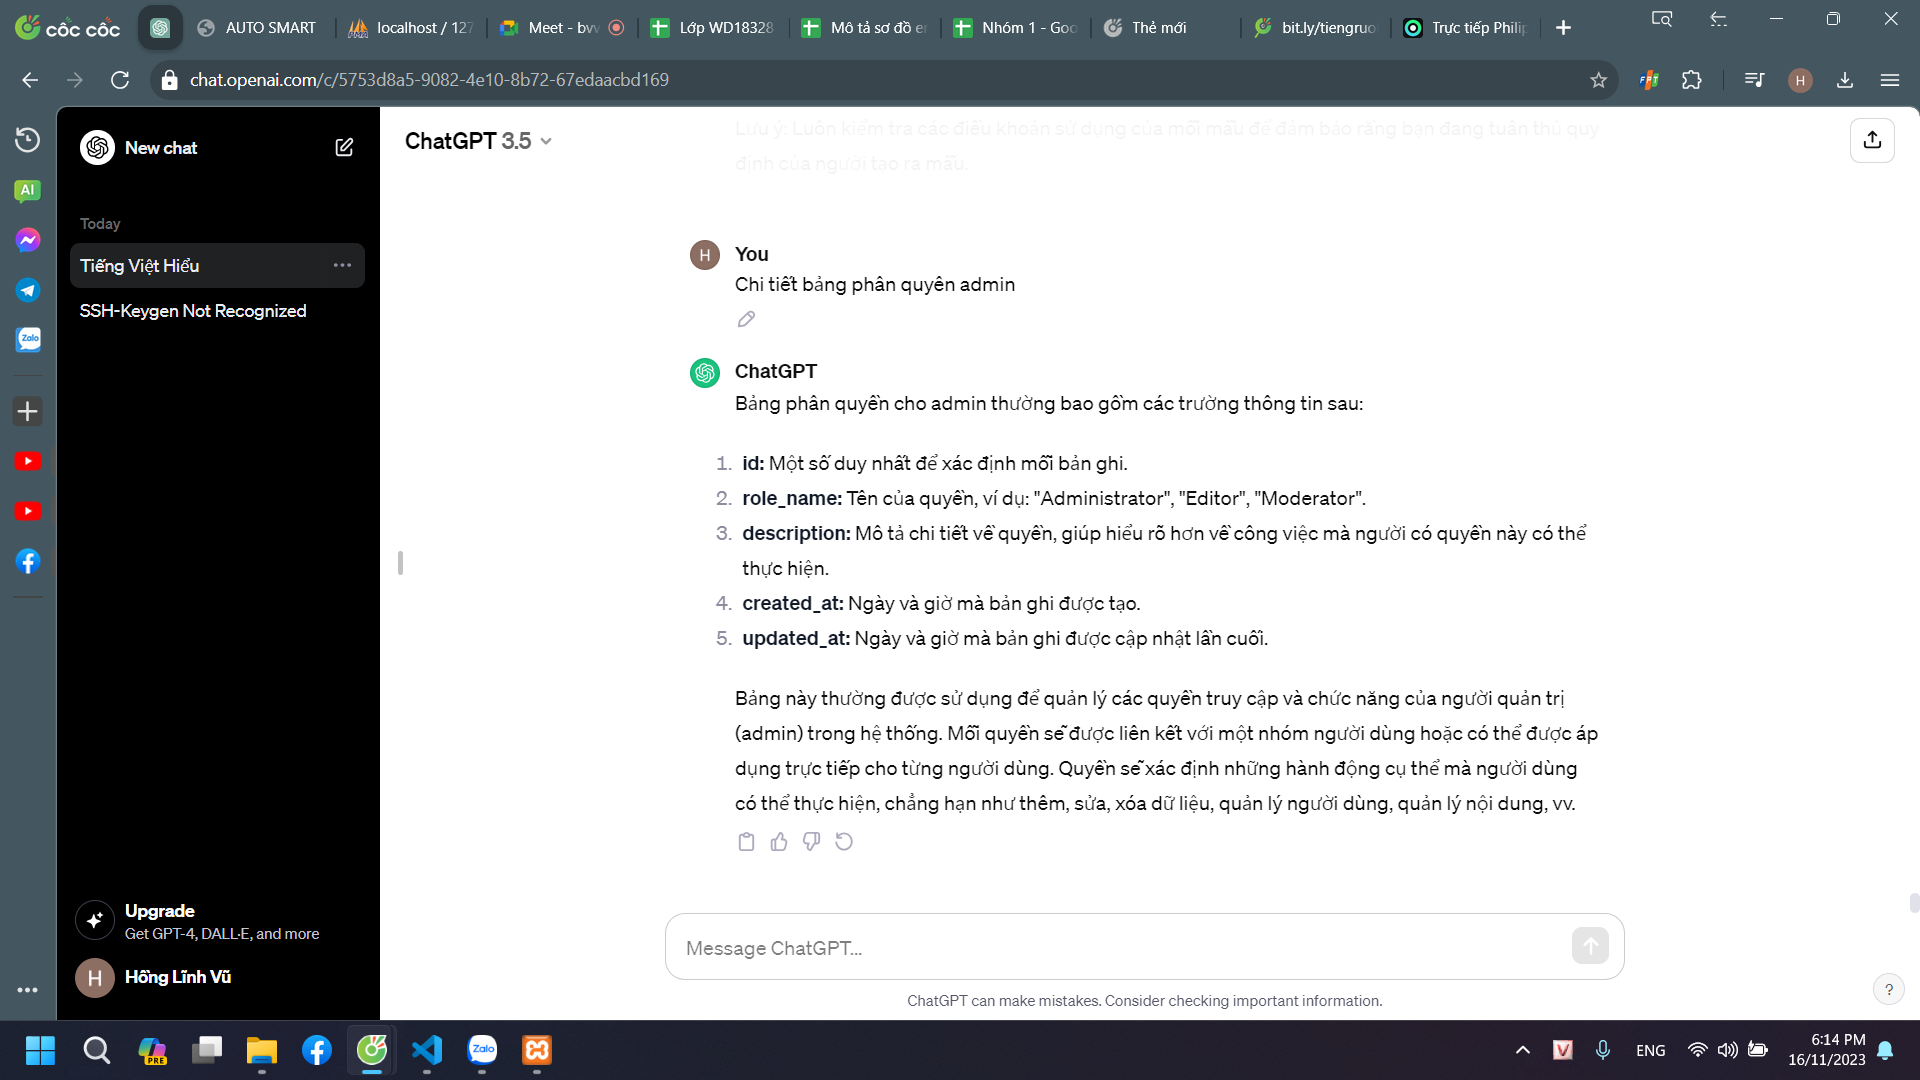 cốc cốc
AUTO SMART
localhost / 127
Meet - bvv
Lớp WD18328
Mô tả sơ đồ er
Nhóm 1 - Goo
Thẻ mới
bit.ly/tiengruo
Trực tiếp Philip
chat.openai.com/c/5753d8a5-9082-4e10-8b72-67edaacbd169
FPT
H
AI
Zalo
New chat
Today
Tiếng Việt Hiểu
SSH-Keygen Not Recognized
Upgrade
Get GPT-4, DALL·E, and more
H
Hồng Lĩnh Vũ
ChatGPT 3.5
Lưu ý: Luôn kiểm tra các điều khoản sử dụng của mỗi mẫu để đảm bảo rằng bạn đang tuân thủ quy
định của người tạo ra mẫu.
H
You
Chi tiết bảng phân quyên admin
ChatGPT
Bảng phân quyền cho admin thường bao gồm các trường thông tin sau:
1. id: Một số duy nhất để xác định mỗi bản ghi.
2. role_name: Tên của quyền, ví dụ: "Administrator", "Editor", "Moderator".
3. description: Mô tả chi tiết về quyền, giúp hiểu rõ hơn về công việc mà người có quyền này có thể
thực hiện.
4. created_at: Ngày và giờ mà bản ghi được tạo.
5. updated_at: Ngày và giờ mà bản ghi được cập nhật lần cuối.
Bảng này thường được sử dụng để quản lý các quyền truy cập và chức năng của người quản trị
(admin) trong hệ thống. Mỗi quyền sẽ được liên kết với một nhóm người dùng hoặc có thể được áp
dụng trực tiếp cho từng người dùng. Quyền sẽ xác định những hành động cụ thể mà người dùng
có thể thực hiện, chẳng hạn như thêm, sửa, xóa dữ liệu, quản lý người dùng, quản lý nội dung, vv.
Message ChatGPT...
ChatGPT can make mistakes. Consider checking important information.
?
PRE
Zalo
V
ENG
6:14 PM
16/11/2023